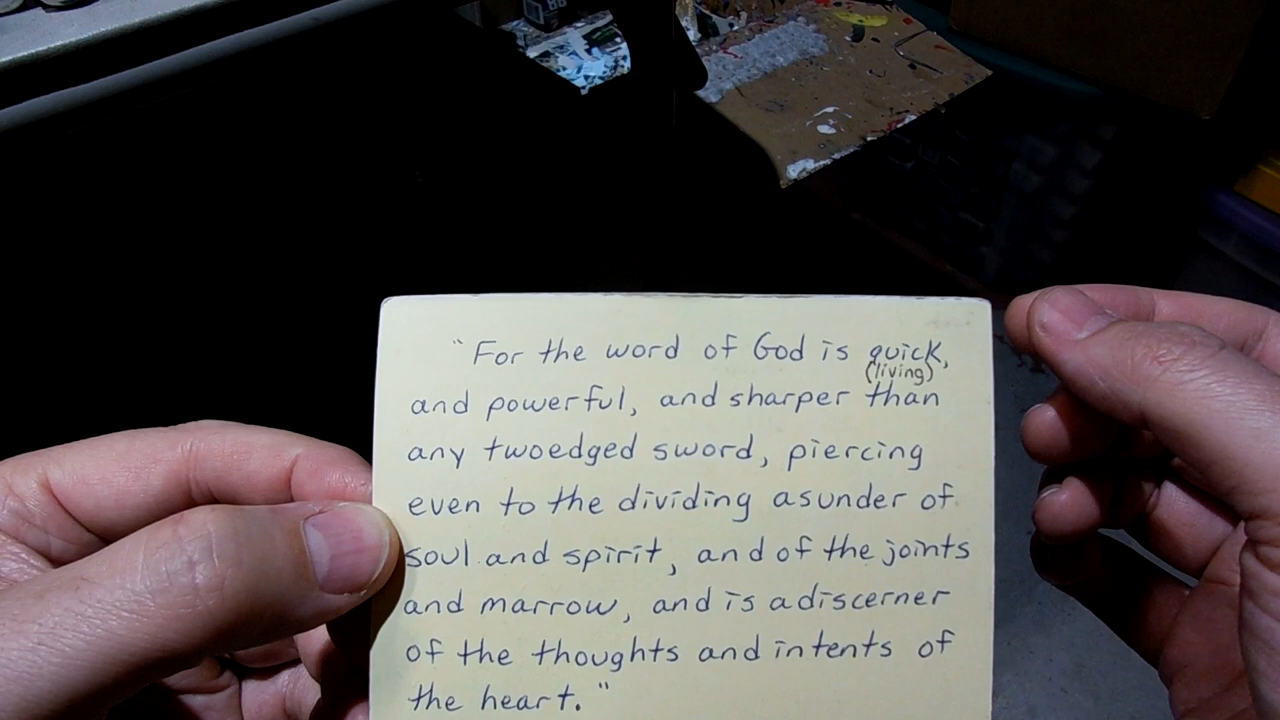 "For the word of God is quick,
(living)
and powerful, and sharper than
any twoedged sword, piercing
even to the dividing asunder of
soul and spirit, and of the joints
and marrow, and is a discerner
of the thoughts and intents of
the heart."